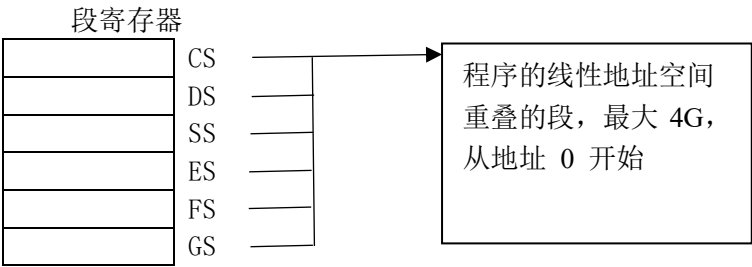 段寄存器
CS
DS
SS
ES
FS
GS
程序的线性地址空间
重叠的段，最大 4G，
从地址 0 开始